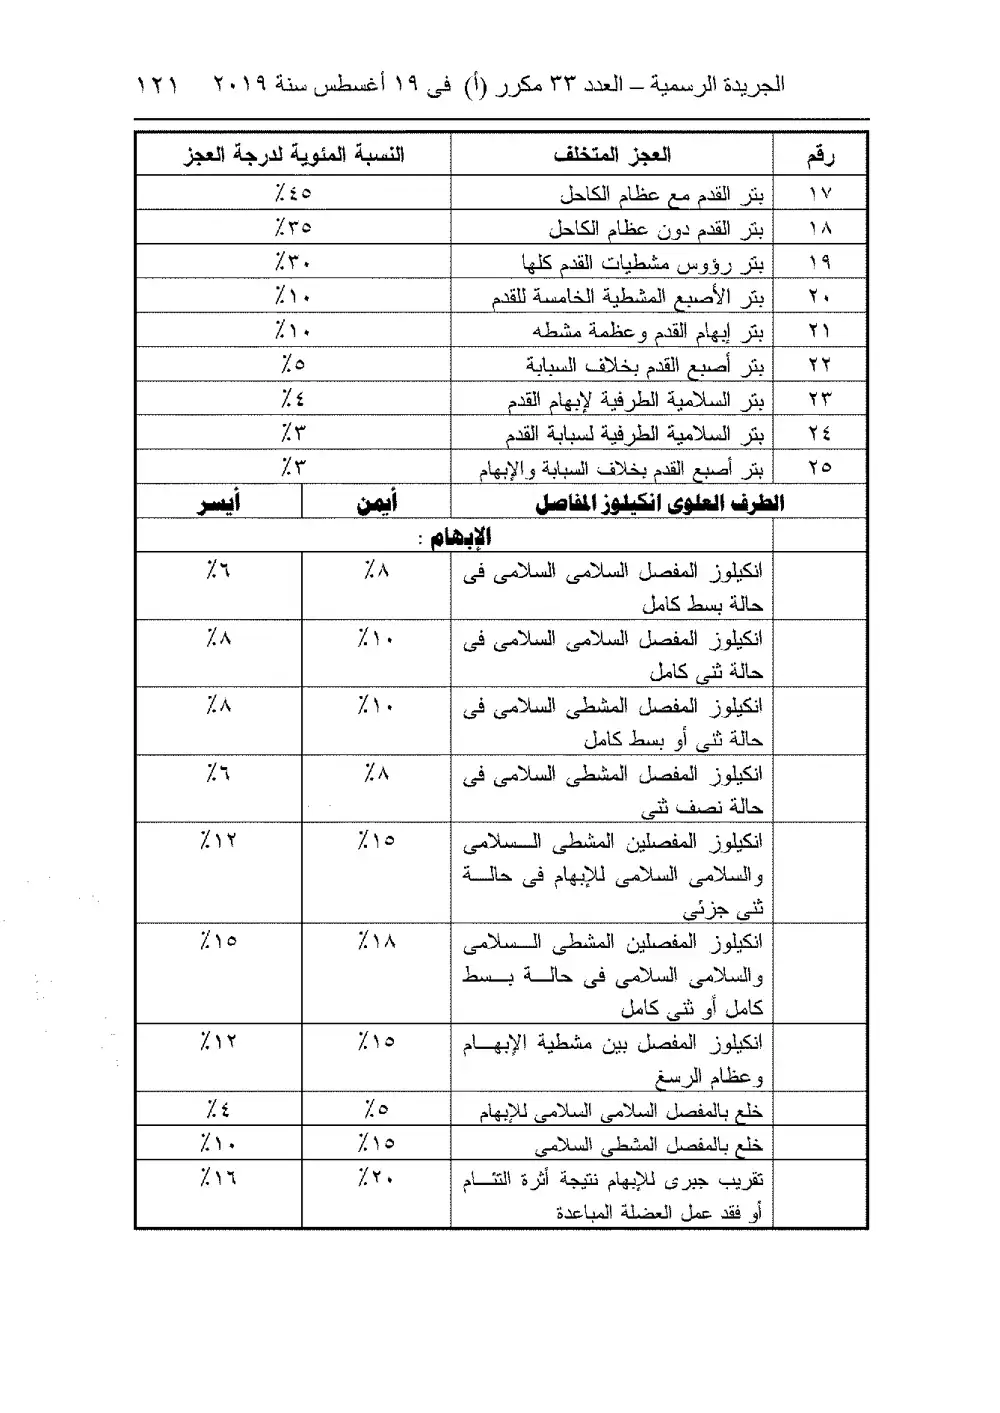 الجريدة الرسمية – العدد ٣٣ مكرر (أ) فى ١٩ أغسطس سنة ٢٠١٩ ١٢١
رقم العجز المتخلف النسبة المئوية لدرجة العجز
١٧ بتر القدم مع عظام الكاحل ٤٥٪
١٨ بتر القدم دون عظام الكاحل ٣٥٪
١٩ بتر رؤوس مشطيات القدم كلها ٣٠٪
٢٠ بتر الأصبع المشطية الخامسة للقدم ١٠٪
٢١ بتر إبهام القدم وعظمة مشطه ١٠٪
٢٢ بتر أصبع القدم بخلاف السبابة ٥٪
٢٣ بتر السلامية الطرفية لإبهام القدم ٤٪
٢٤ بتر السلامية الطرفية لسبابة القدم ٣٪
٢٥ بتر أصبع القدم بخلاف السبابة والإبهام ٣٪
الطرف العلوى انكيلوز المفاصل أيمن أيسر
الإبهام :
انكيلوز المفصل السلامى السلامى فى ٨٪ ٦٪
حالة بسط كامل
انكيلوز المفصل السلامى السلامى فى ١٠٪ ٨٪
حالة ثنى كامل
انكيلوز المفصل المشطى السلامى فى ١٠٪ ٨٪
حالة ثنى أو بسط كامل
انكيلوز المفصل المشطى السلامى فى ٨٪ ٦٪
حالة نصف ثنى
انكيلوز المفصلين المشطى الـسـلامى ١٥٪ ١٢٪
والسلامى السلامى للإبهام فى حالـــة
ثنى جزئى
انكيلوز المفصلين المشطى الـسـلامى ١٨٪ ١٥٪
والسلامى السلامى فى حالـــة بـــسط
كامل أو ثنى كامل
انكيلوز المفصل بين مشطية الإبهـــام ١٥٪ ١٢٪
وعظام الرسغ
خلع بالمفصل السلامى السلامى للإبهام ٥٪ ٤٪
خلع بالمفصل المشطى السلامى ١٥٪ ١٠٪
تقريب جبرى للإبهام نتيجة أثرة التئـــام ٢٠٪ ١٦٪
أو فقد عمل العضلة المباعدة